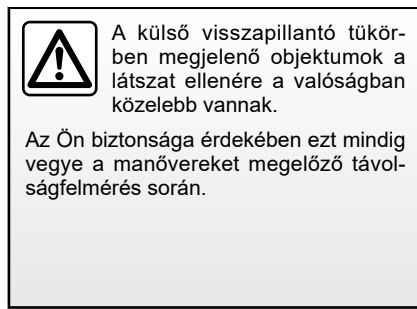 A külső visszapillantó tükör-
ben megjelenő objektumok a
látszat ellenére a valóságban
közelebb vannak.
Az Ön biztonsága érdekében ezt mindig
vegye a manővereket megelőző távol-
ságfelmérés során.